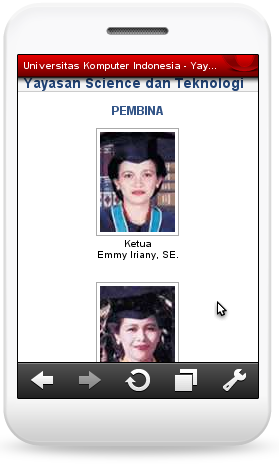 Universitas Komputer Indonesia - Yay...
Yayasan Science dan Teknologi
PEMBINA
Ketua
Emmy Iriany, SE.